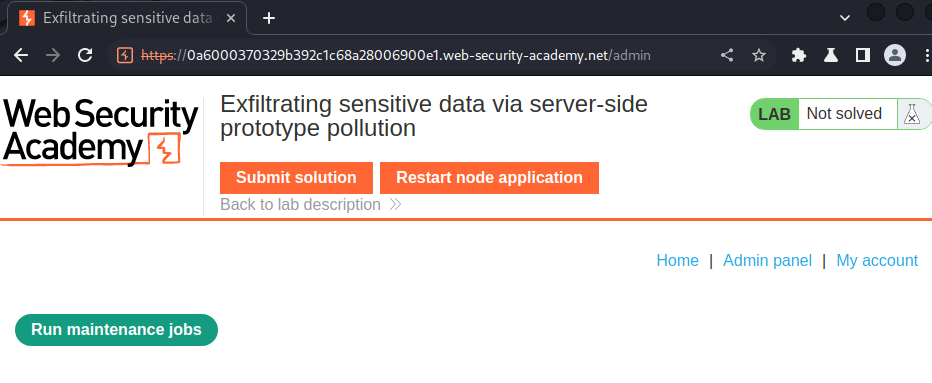 Exfiltrating sensitive data
https://0a6000370329b392c1c68a28006900e1.web-security-academy.net/admin
Web Security
Academy
Exfiltrating sensitive data via server-side
prototype pollution
LAB Not solved
Submit solution Restart node application
Back to lab description
Home | Admin panel | My account
Run maintenance jobs